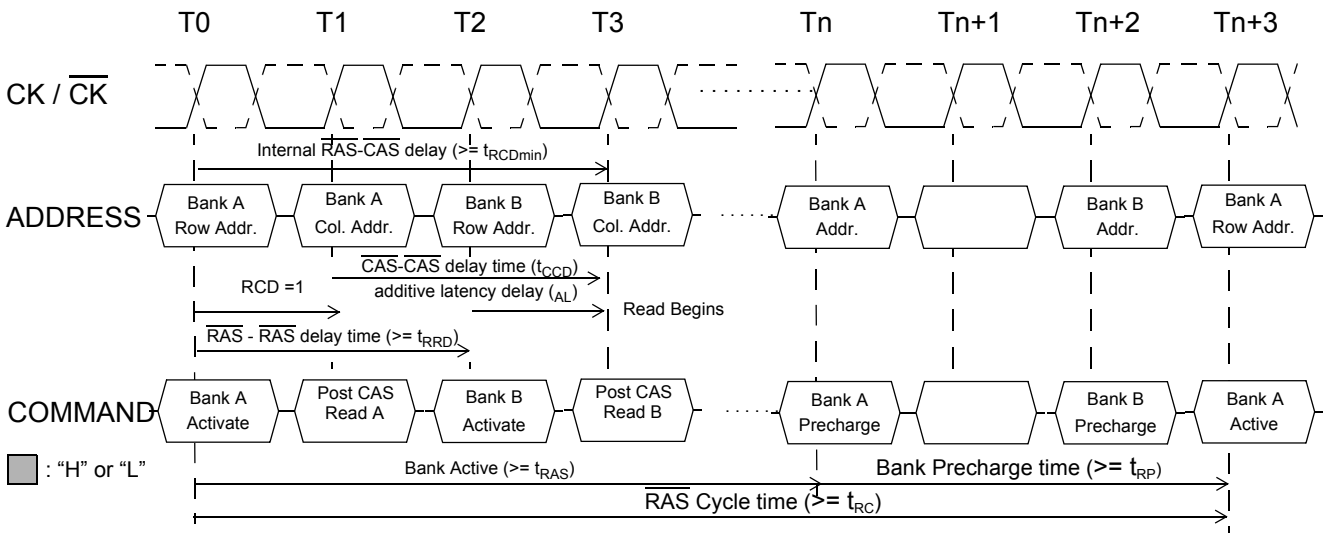 T0 T1 T2 T3 Tn Tn+1 Tn+2 Tn+3
CK / CK
Internal RAS-CAS delay (>= tRCDmin)
ADDRESS
Bank A
Row Addr.
Bank A
Col. Addr.
Bank B
Row Addr.
Bank B
Col. Addr.
Bank A
Addr.
Bank B
Addr.
Bank A
Row Addr.
CAS-CAS delay time (tCCD)
RCD =1
additive latency delay (AL)
Read Begins
RAS - RAS delay time (>= tRRD)
COMMAND
Bank A
Activate
Post CAS
Read A
Bank B
Activate
Post CAS
Read B
Bank A
Precharge
Bank B
Precharge
Bank A
Active
: “H” or “L”
Bank Active (>= tRAS)
Bank Precharge time (>= tRP)
RAS Cycle time (>= tRC)